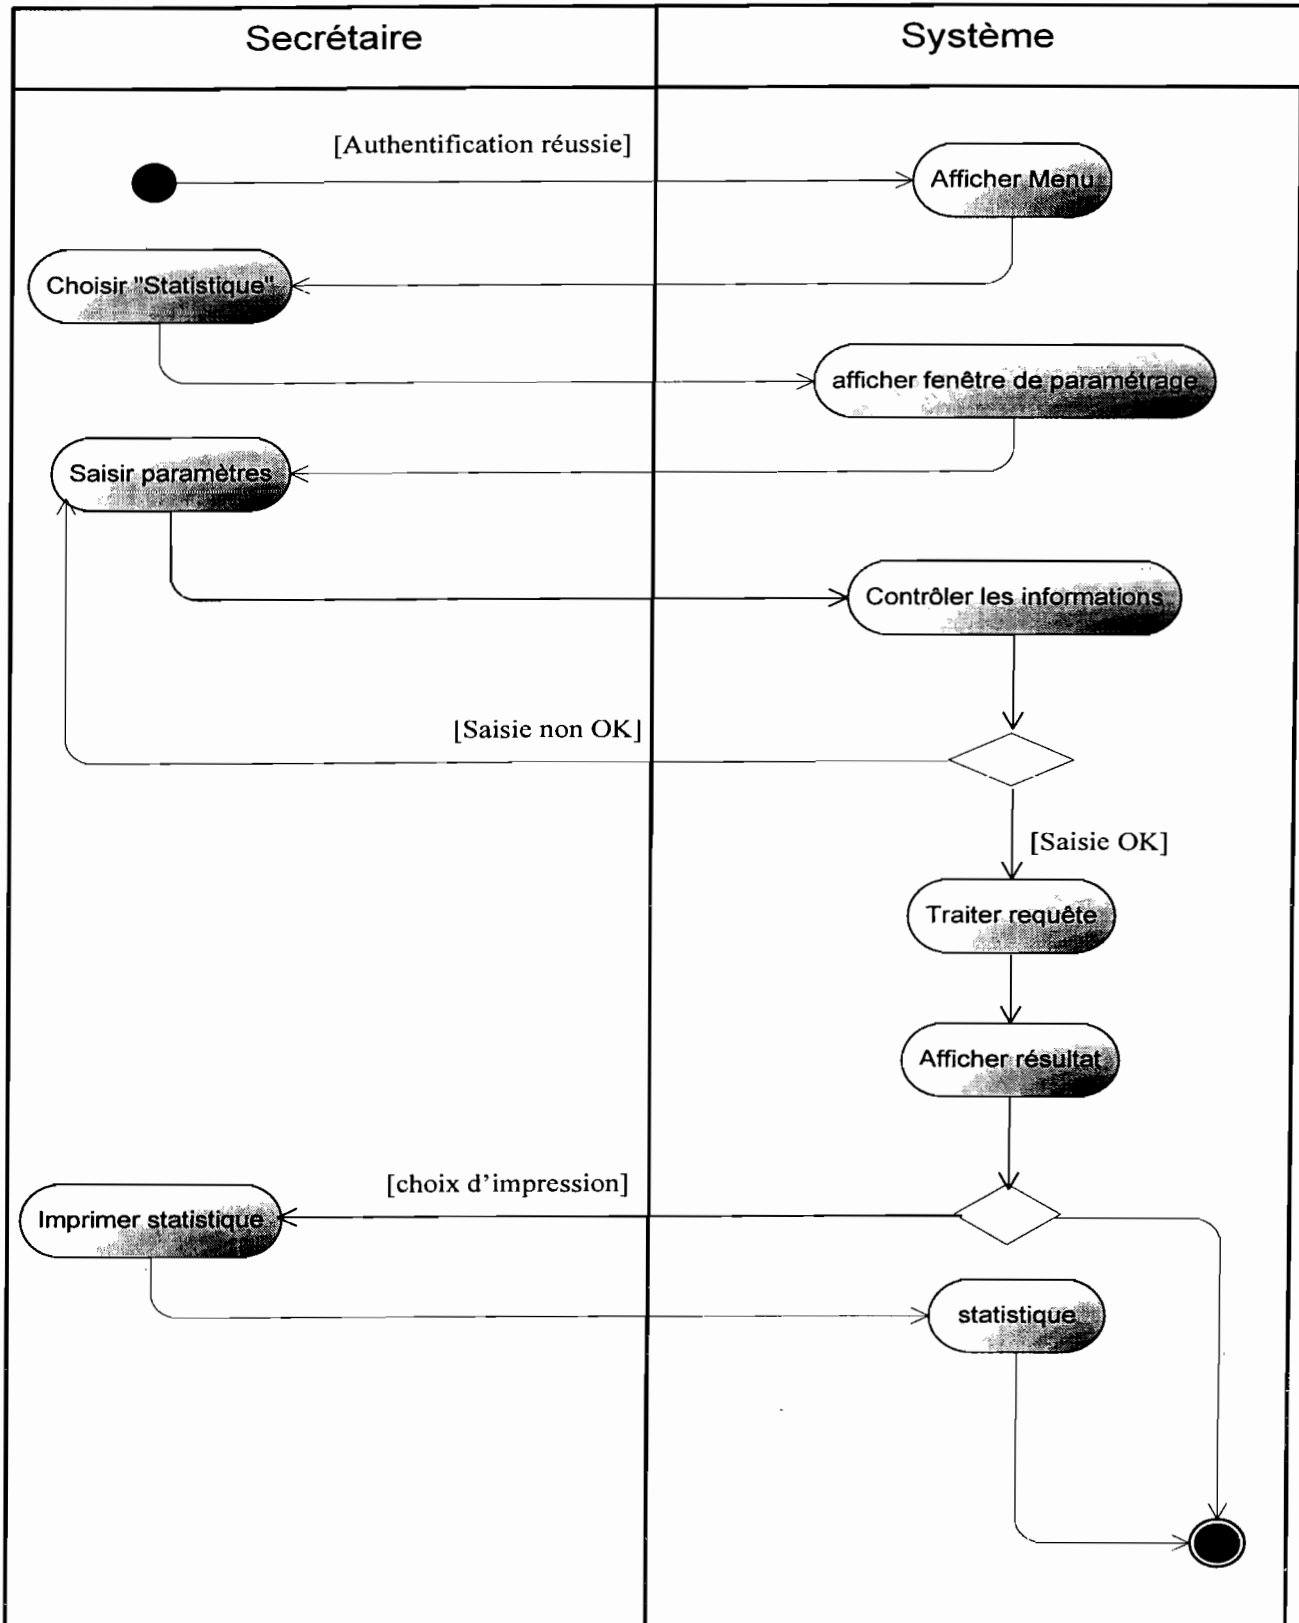 Secrétaire
Système
[Authentification réussie]
Afficher Menu
Choisir "Statistique"
afficher fenêtre de paramétrage
Saisir paramètres
Contrôler les informations
[Saisie non OK]
[Saisie OK]
Traiter requête
Afficher résultat
[choix d'impression]
Imprimer statistique
statistique